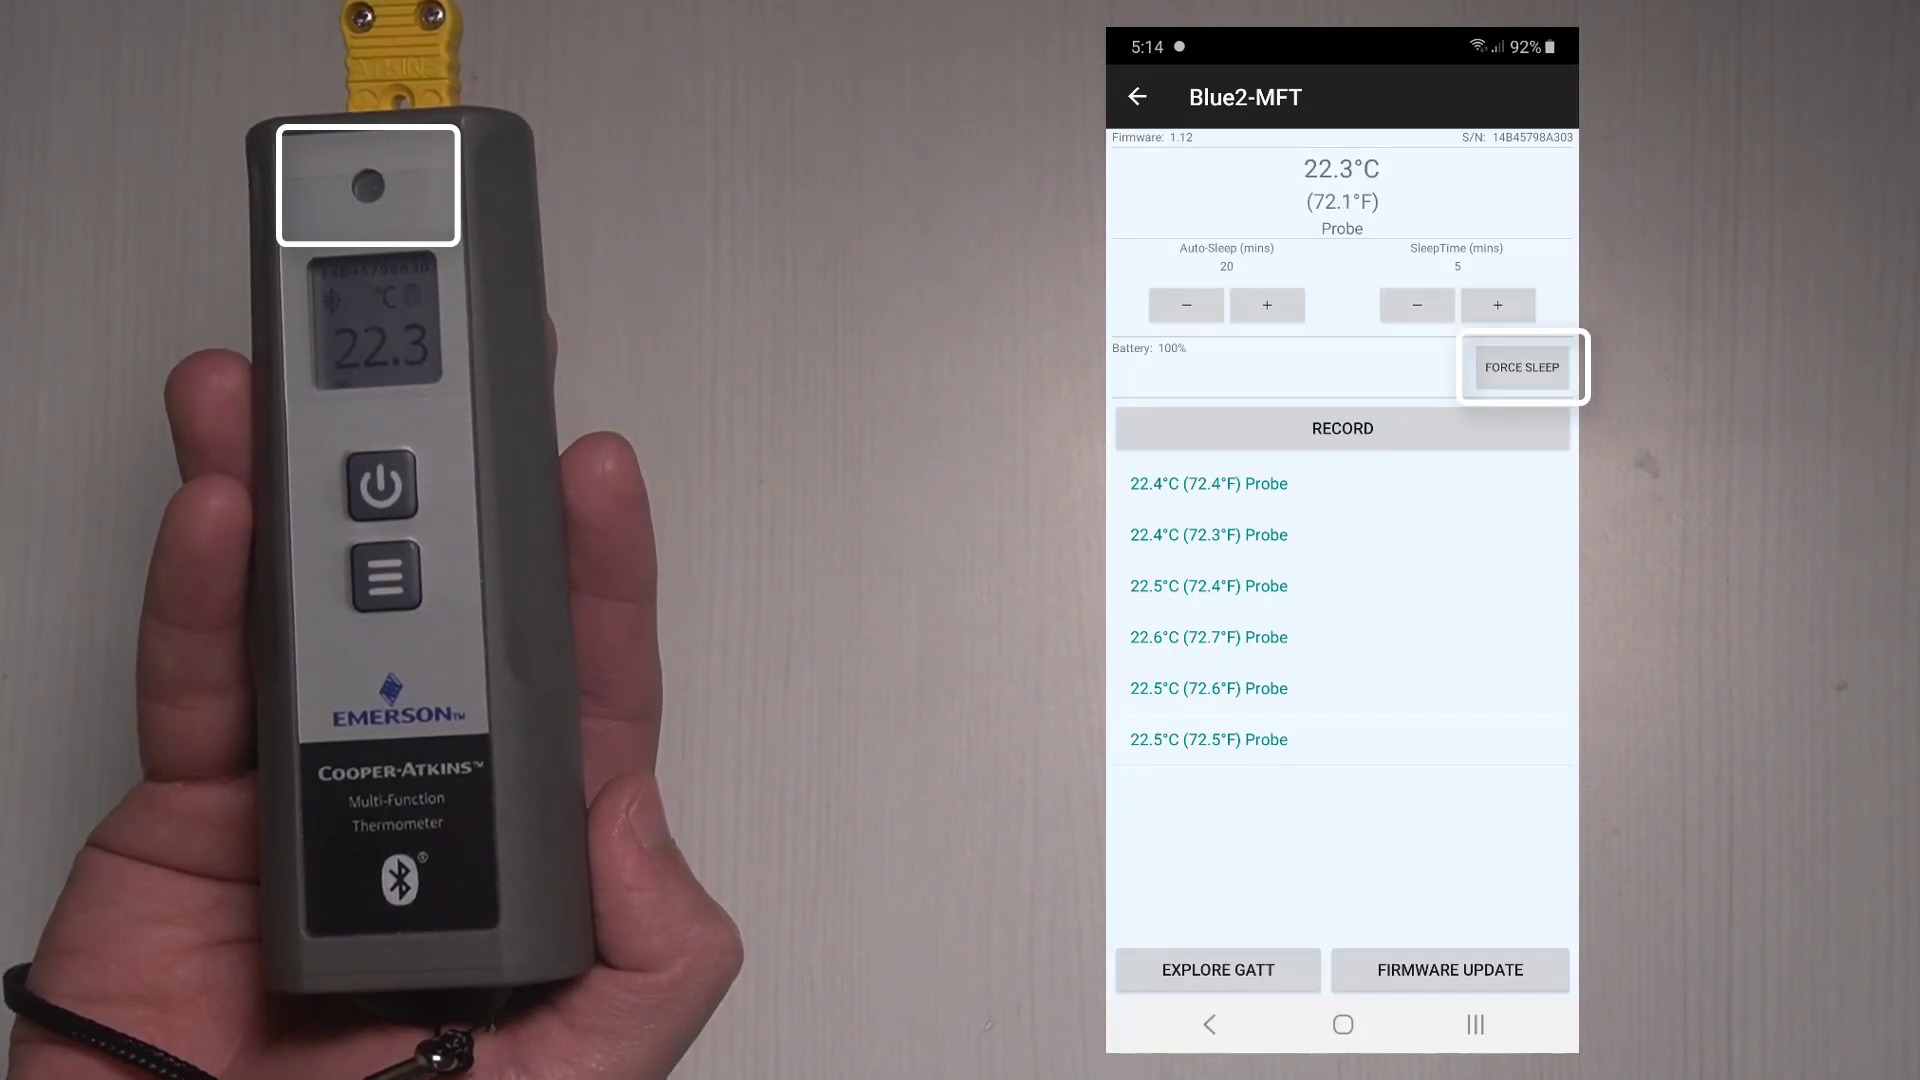 ATKINS
°C
22.3
EMERSON™
COOPER-ATKINS™
Multi-Function
Thermometer
®
5:14
92%
Blue2-MFT
Firmware: 1.12
S/N: 14B45798A303
22.3°C
(72.1°F)
Probe
Auto-Sleep (mins)
SleepTime (mins)
20
5
− +
− +
Battery: 100%
FORCE SLEEP
RECORD
22.4°C (72.4°F) Probe
22.4°C (72.3°F) Probe
22.5°C (72.4°F) Probe
22.6°C (72.7°F) Probe
22.5°C (72.6°F) Probe
22.5°C (72.5°F) Probe
EXPLORE GATT
FIRMWARE UPDATE